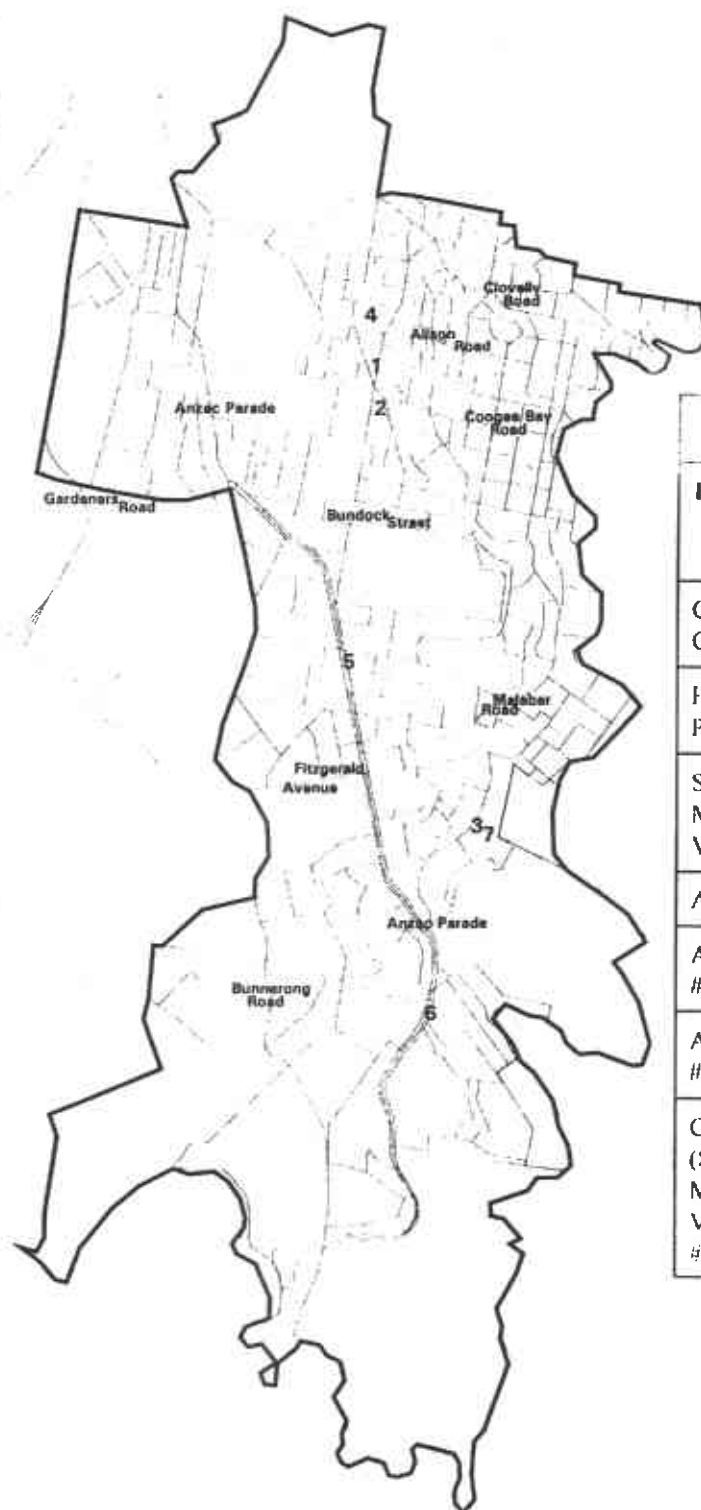 Clovelly
Road
4
Alison
Road
1
Anzac Parade
2
Coogee Bay
Road
Gardeners
Road
Bundock
Street
5
Malabar
Road
Fitzgerald
Avenue
3
7
Anzac Parade
Bunnerong
Road
6
S
M
V
A
A
#
A
#
M
V
#